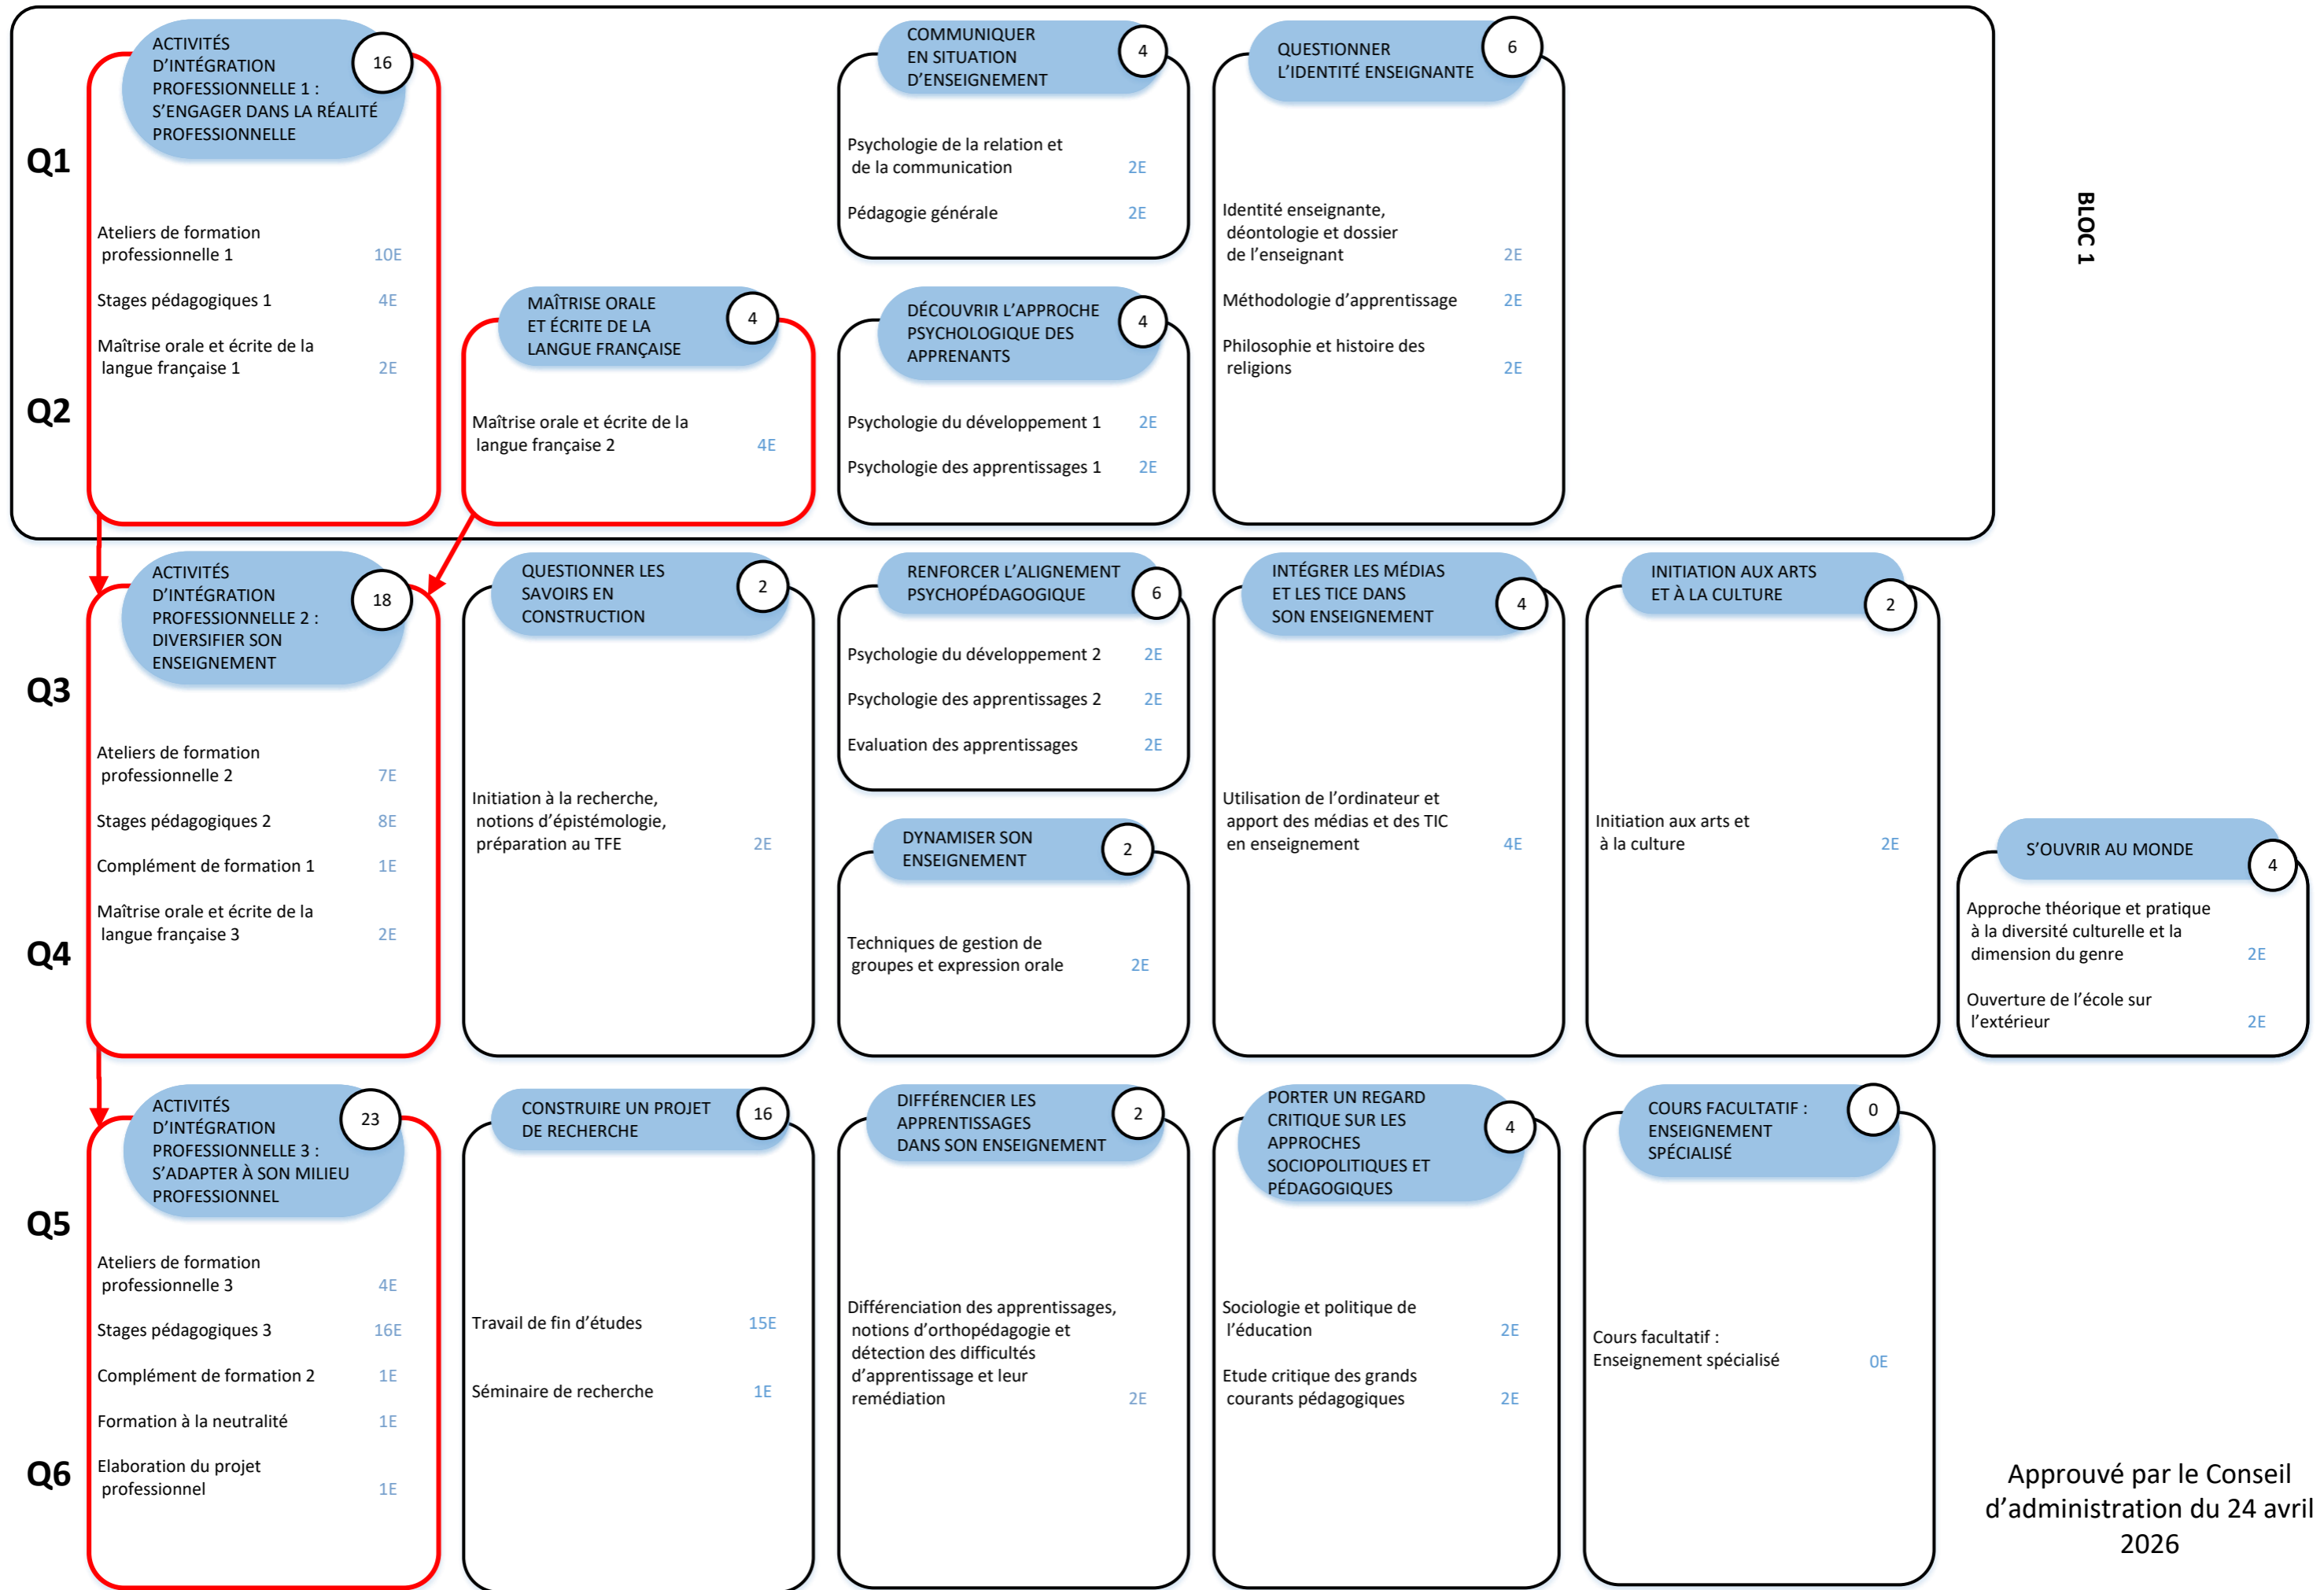 Q1
Q2
ACTIVITÉS
D’INTÉGRATION
PROFESSIONNELLE 1 :
S’ENGAGER DANS LA RÉALITÉ
PROFESSIONNELLE
16
Ateliers de formation
professionnelle 1 10E
Stages pédagogiques 1 4E
Maîtrise orale et écrite de la
langue française 1 2E
MAÎTRISE ORALE
ET ÉCRITE DE LA
LANGUE FRANÇAISE
4
Maîtrise orale et écrite de la
langue française 2 4E
COMMUNIQUER
EN SITUATION
D’ENSEIGNEMENT
4
Psychologie de la relation et
de la communication 2E
Pédagogie générale 2E
DÉCOUVRIR L’APPROCHE
PSYCHOLOGIQUE DES
APPRENANTS
4
Psychologie du développement 1 2E
Psychologie des apprentissages 1 2E
QUESTIONNER
L’IDENTITÉ ENSEIGNANTE
6
Identité enseignante,
déontologie et dossier
de l’enseignant 2E
Méthodologie d’apprentissage 2E
Philosophie et histoire des
religions 2E
BLOC 1
Q3
Q4
ACTIVITÉS
D’INTÉGRATION
PROFESSIONNELLE 2 :
DIVERSIFIER SON
ENSEIGNEMENT
18
Ateliers de formation
professionnelle 2 7E
Stages pédagogiques 2 8E
Complément de formation 1 1E
Maîtrise orale et écrite de la
langue française 3 2E
QUESTIONNER LES
SAVOIRS EN
CONSTRUCTION
2
Initiation à la recherche,
notions d’épistémologie,
préparation au TFE 2E
RENFORCER L’ALIGNEMENT
PSYCHOPÉDAGOGIQUE
6
Psychologie du développement 2 2E
Psychologie des apprentissages 2 2E
Evaluation des apprentissages 2E
DYNAMISER SON
ENSEIGNEMENT
2
Techniques de gestion de
groupes et expression orale 2E
INTÉGRER LES MÉDIAS
ET LES TICE DANS
SON ENSEIGNEMENT
4
Utilisation de l’ordinateur et
apport des médias et des TIC
en enseignement 4E
INITIATION AUX ARTS
ET À LA CULTURE
2
Initiation aux arts et
à la culture 2E
S’OUVRIR AU MONDE
4
Approche théorique et pratique
à la diversité culturelle et la
dimension du genre 2E
Ouverture de l’école sur
l’extérieur 2E
Q5
Q6
ACTIVITÉS
D’INTÉGRATION
PROFESSIONNELLE 3 :
S’ADAPTER À SON MILIEU
PROFESSIONNEL
23
Ateliers de formation
professionnelle 3 4E
Stages pédagogiques 3 16E
Complément de formation 2 1E
Formation à la neutralité 1E
Elaboration du projet
professionnel 1E
CONSTRUIRE UN PROJET
DE RECHERCHE
16
Travail de fin d’études 15E
Séminaire de recherche 1E
DIFFÉRENCIER LES
APPRENTISSAGES
DANS SON ENSEIGNEMENT
2
Différenciation des apprentissages,
notions d’orthopédagogie et
détection des difficultés
d’apprentissage et leur
remédiation 2E
PORTER UN REGARD
CRITIQUE SUR LES
APPROCHES
SOCIOPOLITIQUES ET
PÉDAGOGIQUES
4
Sociologie et politique de
l’éducation 2E
Etude critique des grands
courants pédagogiques 2E
COURS FACULTATIF :
ENSEIGNEMENT
SPÉCIALISÉ
0
Cours facultatif :
Enseignement spécialisé 0E
Approuvé par le Conseil
d’administration du 24 avril
2026